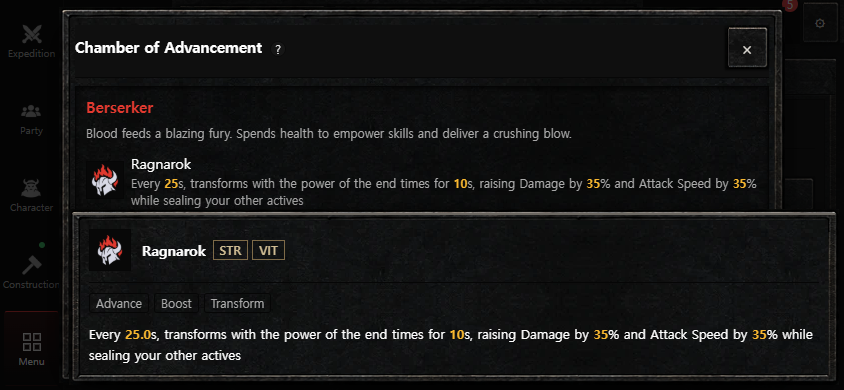 5
Chamber of Advancement ?
Expedition
Berserker
Blood feeds a blazing fury. Spends health to empower skills and deliver a crushing blow.
Party
Ragnarok
Every 25s, transforms with the power of the end times for 10s, raising Damage by 35% and Attack Speed by 35%
while sealing your other actives
Character
Ragnarok STR VIT
Construction
Advance Boost Transform
Every 25.0s, transforms with the power of the end times for 10s, raising Damage by 35% and Attack Speed by 35% while
sealing your other actives
Menu